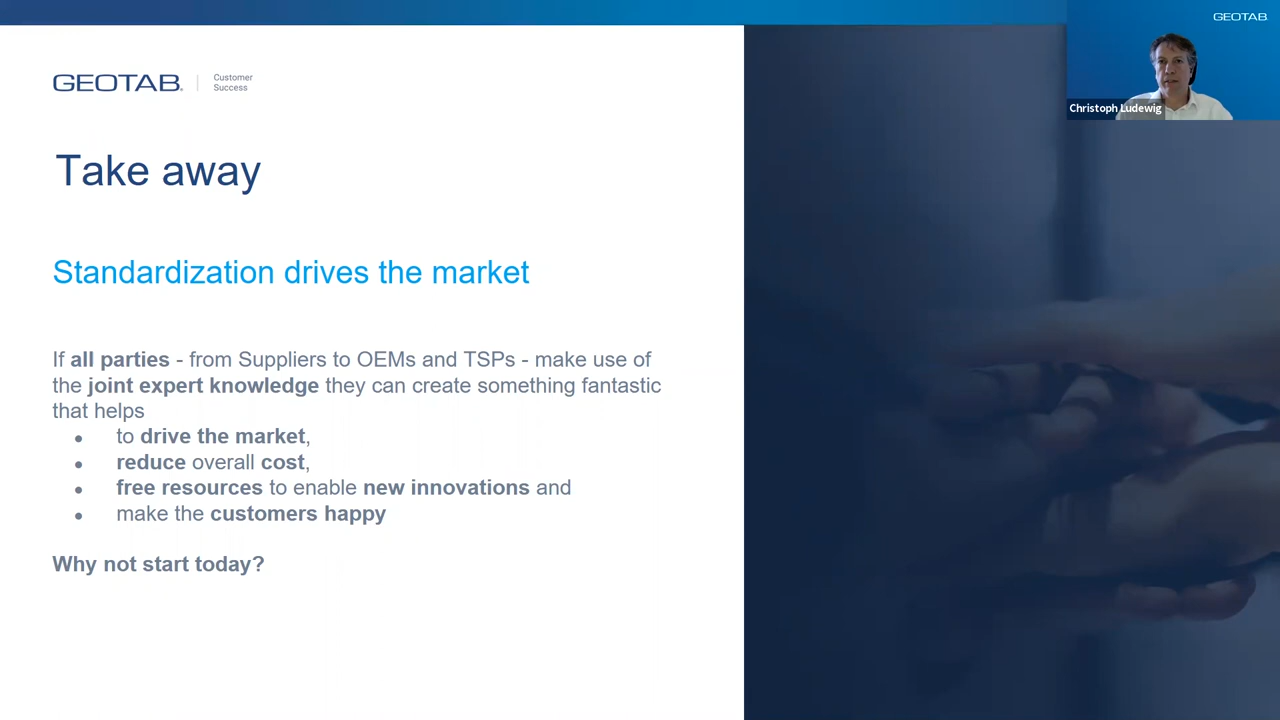 GEOTAB
Christoph Ludewig
GEOTAB. | Customer
Success
Take away
Standardization drives the market
If all parties - from Suppliers to OEMs and TSPs - make use of
the joint expert knowledge they can create something fantastic
that helps
● to drive the market,
● reduce overall cost,
● free resources to enable new innovations and
● make the customers happy
Why not start today?